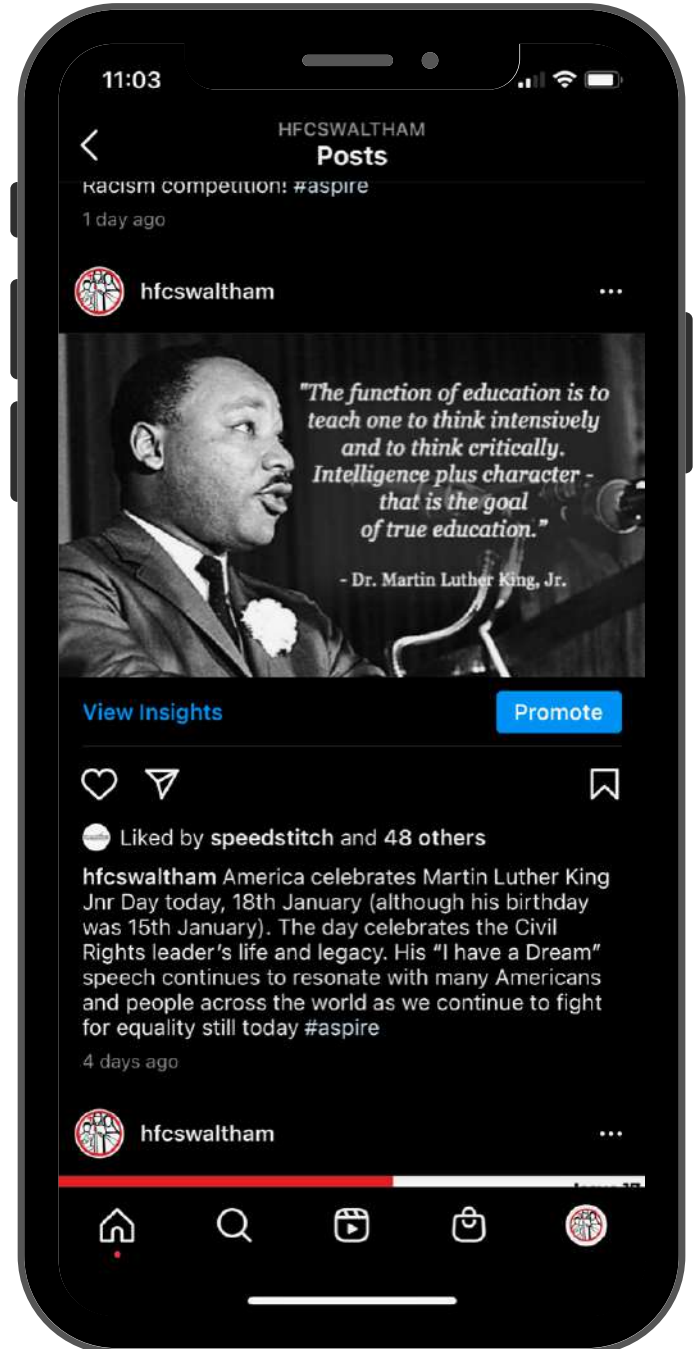 11:03
HFCSWALTHAM
Posts
Racism competition! #aspire
1 day ago
hfcswaltham
"The function of education is to
teach one to think intensively
and to think critically.
Intelligence plus character -
that is the goal
of true education."
- Dr. Martin Luther King, Jr.
View Insights
Promote
Liked by speedstitch and 48 others
hfcswaltham America celebrates Martin Luther King
Jnr Day today, 18th January (although his birthday
was 15th January). The day celebrates the Civil
Rights leader's life and legacy. His “I have a Dream”
speech continues to resonate with many Americans
and people across the world as we continue to fight
for equality still today #aspire
4 days ago
hfcswaltham